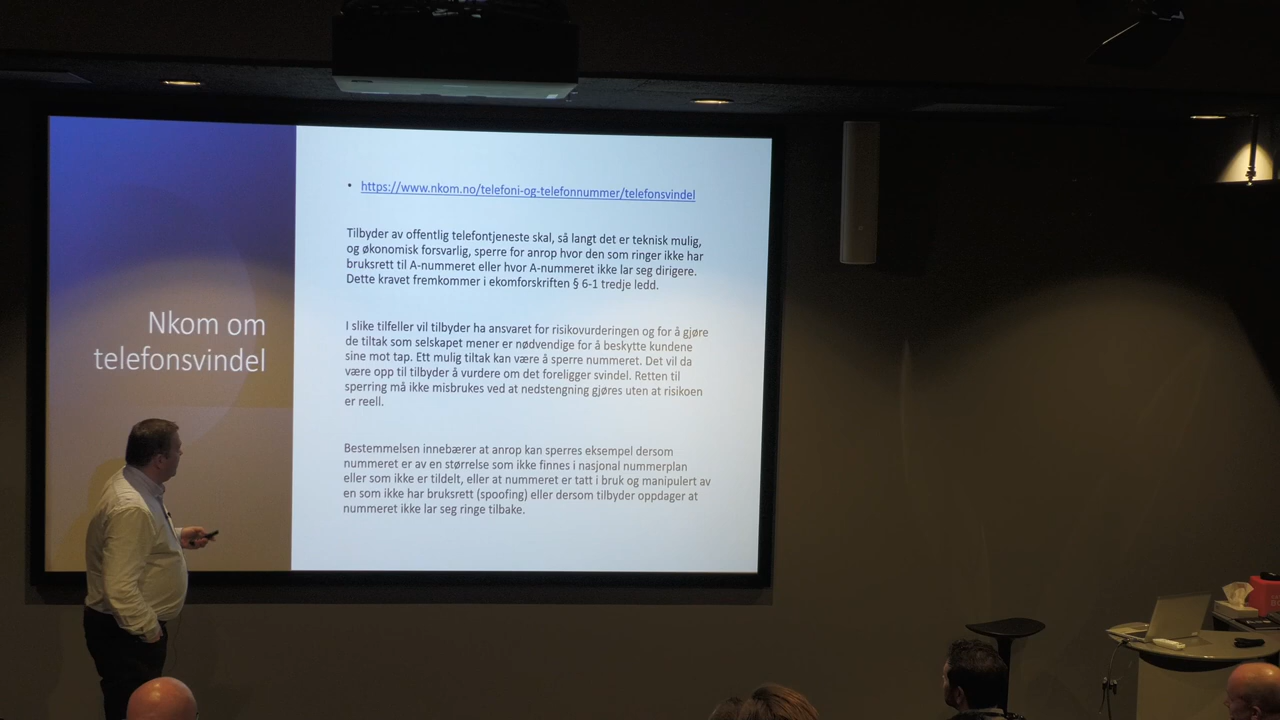 Nkom om
telefonsvindel
• https://www.nkom.no/telefoni-og-telefonnummer/telefonsvindel
Tilbyder av offentlig telefontjeneste skal, så langt det er teknisk mulig,
og økonomisk forsvarlig, sperre for anrop hvor den som ringer ikke har
bruksrett til A-nummeret eller hvor A-nummeret ikke lar seg dirigere.
Dette kravet fremkommer i ekomforskriften § 6-1 tredje ledd.
I slike tilfeller vil tilbyder ha ansvaret for risikovurderingen og for å gjøre
de tiltak som selskapet mener er nødvendige for å beskytte kundene
sine mot tap. Ett mulig tiltak kan være å sperre nummeret. Det vil da
være opp til tilbyder å vurdere om det foreligger svindel. Retten til
sperring må ikke misbrukes ved at nedstengning gjøres uten at risikoen
er reell.
Bestemmelsen innebærer at anrop kan sperres eksempel dersom
nummeret er av en størrelse som ikke finnes i nasjonal nummerplan
eller som ikke er tildelt, eller at nummeret er tatt i bruk og manipulert av
en som ikke har bruksrett (spoofing) eller dersom tilbyder oppdager at
nummeret ikke lar seg ringe tilbake.